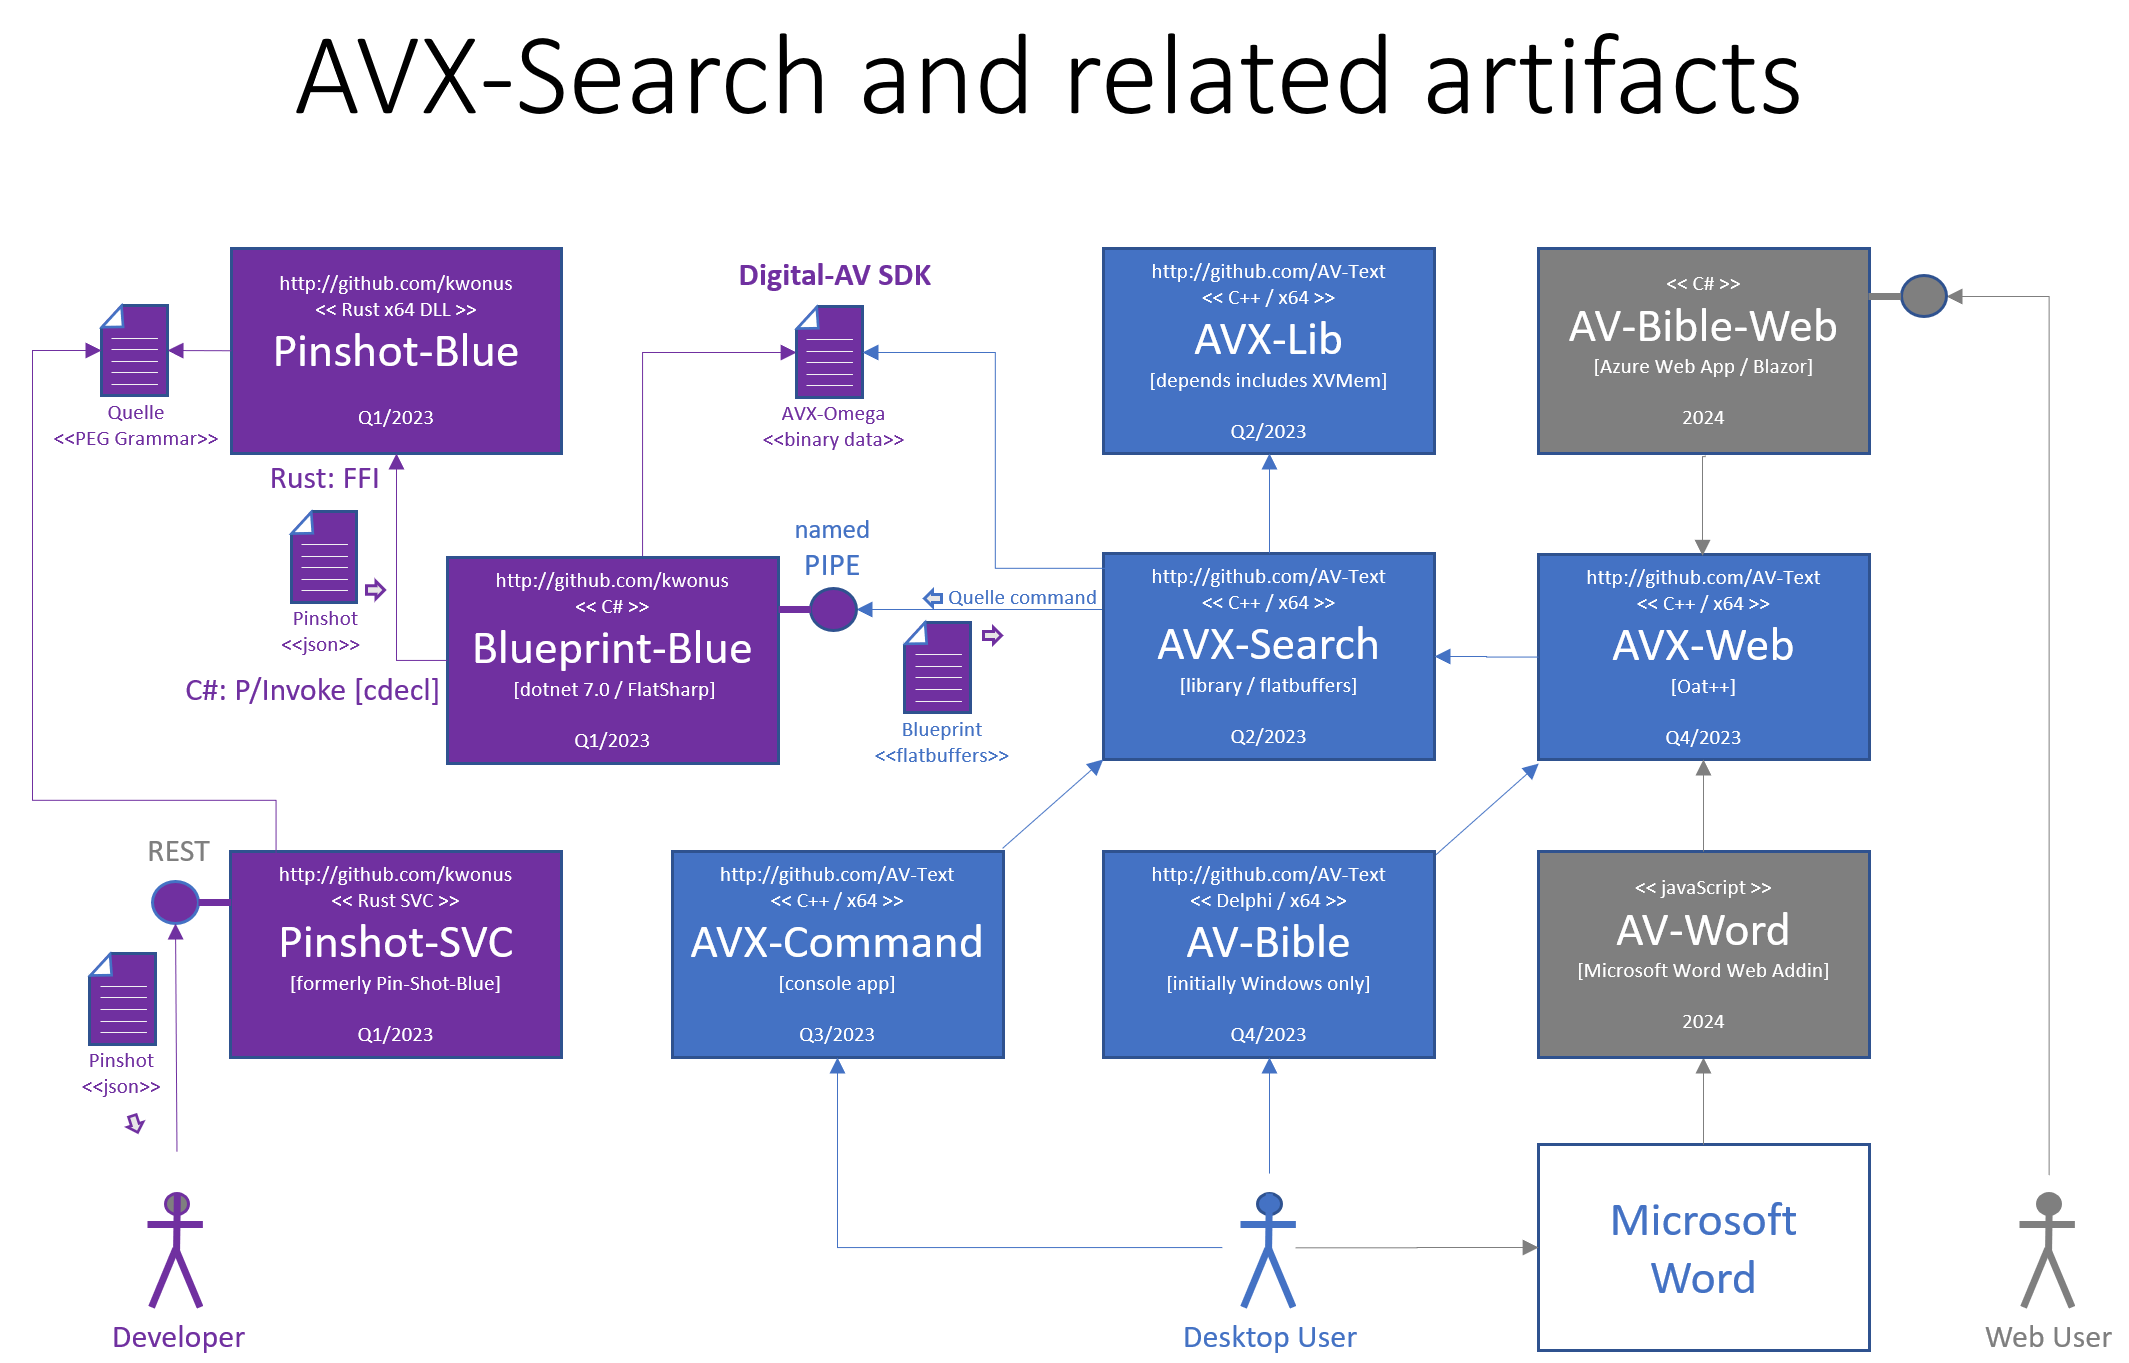 AVX-Search and related artifacts
http://github.com/kwonus
<< Rust x64 DLL >>
Pinshot-Blue
Q1/2023
Quelle
<<PEG Grammar>>
Digital-AV SDK
AVX-Omega
<<binary data>>
http://github.com/AV-Text
<< C++ / x64 >>
AVX-Lib
[depends includes XVMem]
Q2/2023
<< C# >>
AV-Bible-Web
[Azure Web App / Blazor]
2024
Rust: FFI
Pinshot
<<json>>
C#: P/Invoke [cdecl]
http://github.com/kwonus
<< C# >>
Blueprint-Blue
[dotnet 7.0 / FlatSharp]
Q1/2023
named
PIPE
Quelle command
Blueprint
<<flatbuffers>>
http://github.com/AV-Text
<< C++ / x64 >>
AVX-Search
[library / flatbuffers]
Q2/2023
http://github.com/AV-Text
<< C++ / x64 >>
AVX-Web
[Oat++]
Q4/2023
REST
http://github.com/kwonus
<< Rust SVC >>
Pinshot-SVC
[formerly Pin-Shot-Blue]
Q1/2023
Pinshot
<<json>>
http://github.com/AV-Text
<< C++ / x64 >>
AVX-Command
[console app]
Q3/2023
http://github.com/AV-Text
<< Delphi / x64 >>
AV-Bible
[initially Windows only]
Q4/2023
<< javaScript >>
AV-Word
[Microsoft Word Web Addin]
2024
Microsoft
Word
Developer
Desktop User
Web User